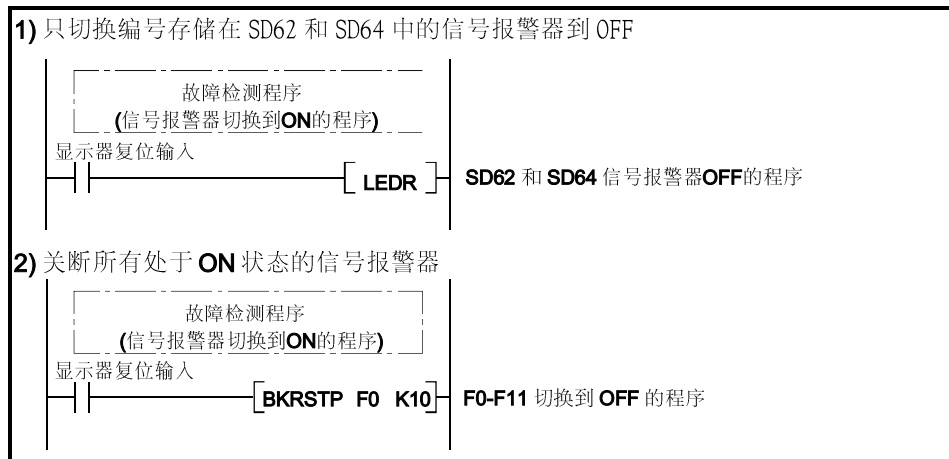 1) 只切换编号存储在 SD62 和 SD64 中的信号报警器到 OFF
故障检测程序
(信号报警器切换到ON的程序)
显示器复位输入
LEDR
SD62 和 SD64 信号报警器OFF的程序
2) 关断所有处于 ON 状态的信号报警器
故障检测程序
(信号报警器切换到ON的程序)
显示器复位输入
BKRSTP F0 K10
F0-F11 切换到 OFF 的程序